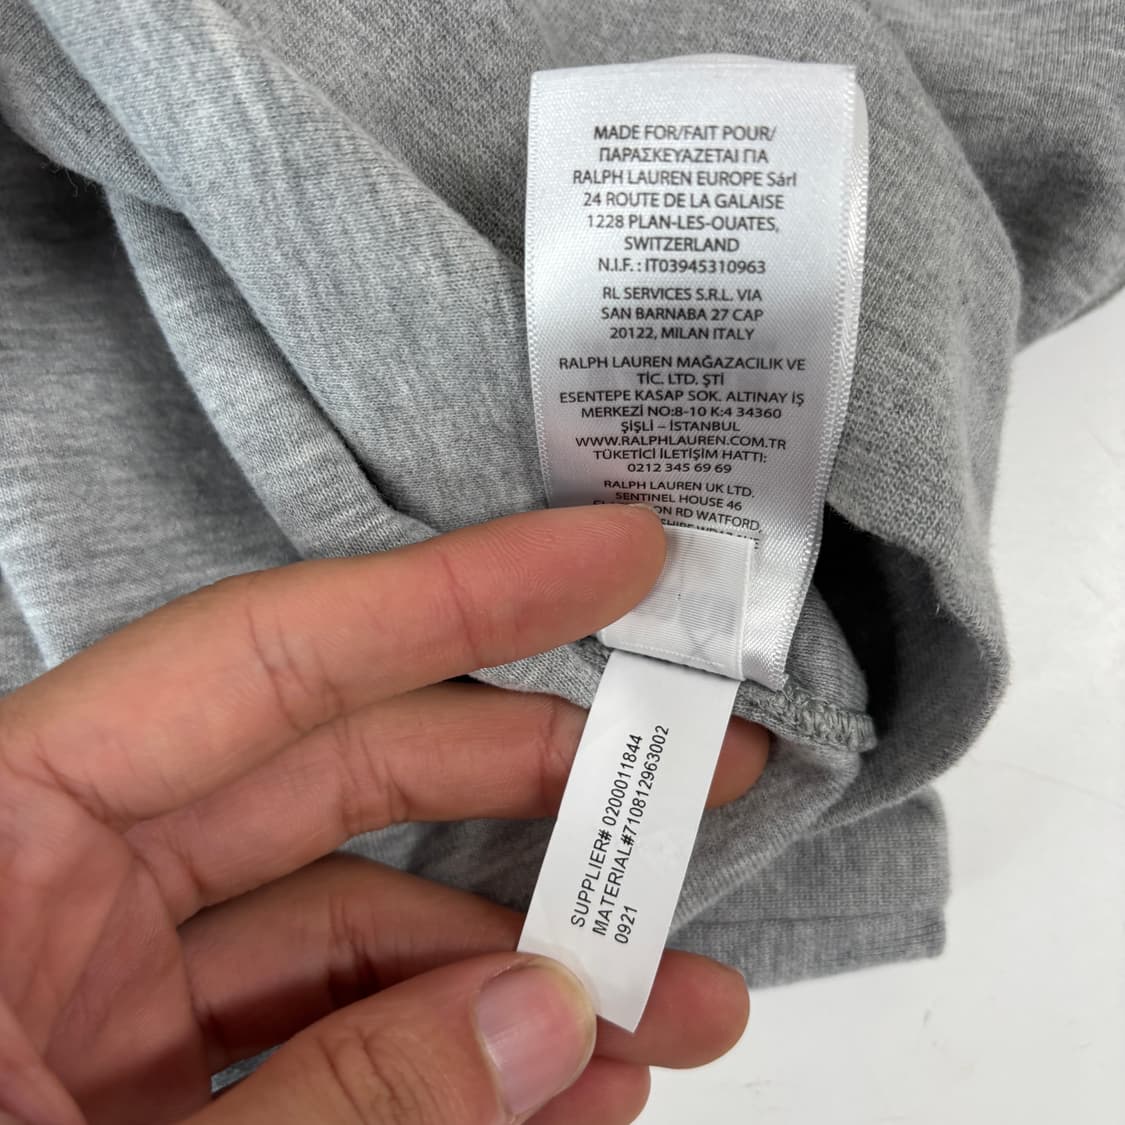 MADE FOR/FAIT POUR/
ΠΑΡΑΣΚΕΥΑΖΕΤΑΙ ΓΙΑ
RALPH LAUREN EUROPE Sárl
24 ROUTE DE LA GALAISE
1228 PLAN-LES-OUATES,
SWITZERLAND
N.I.F. : IT03945310963
RL SERVICES S.R.L. VIA
SAN BARNABA 27 CAP
20122, MILAN ITALY
RALPH LAUREN MAĞAZACILIK VE
TİC. LTD. ŞTİ
ESENTEPE KASAP SOK. ALTINAY İŞ
MERKEZİ NO:8-10 K:4 34360
ŞİŞLİ – İSTANBUL
WWW.RALPHLAUREN.COM.TR
TÜKETİCİ İLETİŞİM HATTI:
0212 345 69 69
RALPH LAUREN UK LTD.
SENTINEL HOUSE 46
RD WATFORD,
SUPPLIER# 0200011844
MATERIAL#710812963002
0921